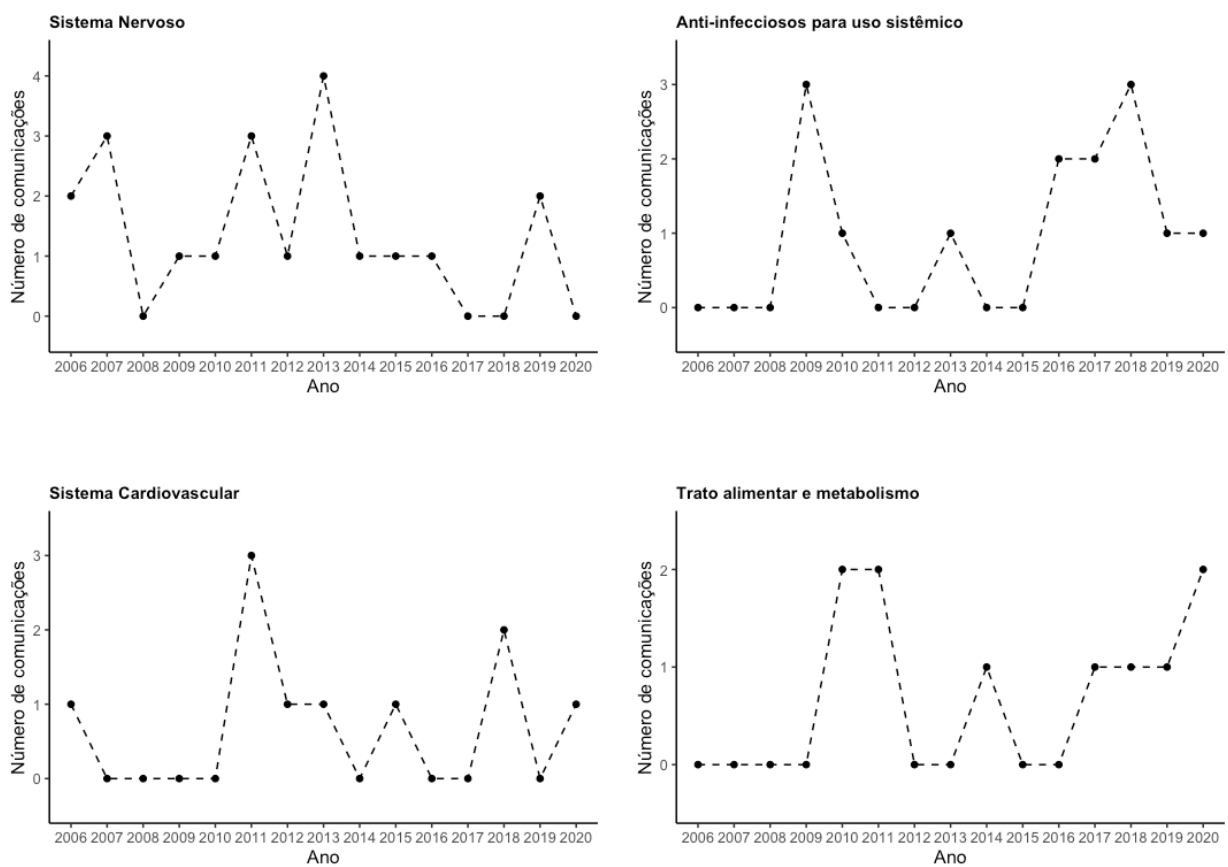 Sistema Nervoso
Número de comunicações
4
3
2
1
0
2006 2007 2008 2009 2010 2011 2012 2013 2014 2015 2016 2017 2018 2019 2020
Ano
Anti-infecciosos para uso sistêmico
Número de comunicações
3
2
1
0
2006 2007 2008 2009 2010 2011 2012 2013 2014 2015 2016 2017 2018 2019 2020
Ano
Sistema Cardiovascular
Número de comunicações
3
2
1
0
2006 2007 2008 2009 2010 2011 2012 2013 2014 2015 2016 2017 2018 2019 2020
Ano
Trato alimentar e metabolismo
Número de comunicações
2
1
0
2006 2007 2008 2009 2010 2011 2012 2013 2014 2015 2016 2017 2018 2019 2020
Ano